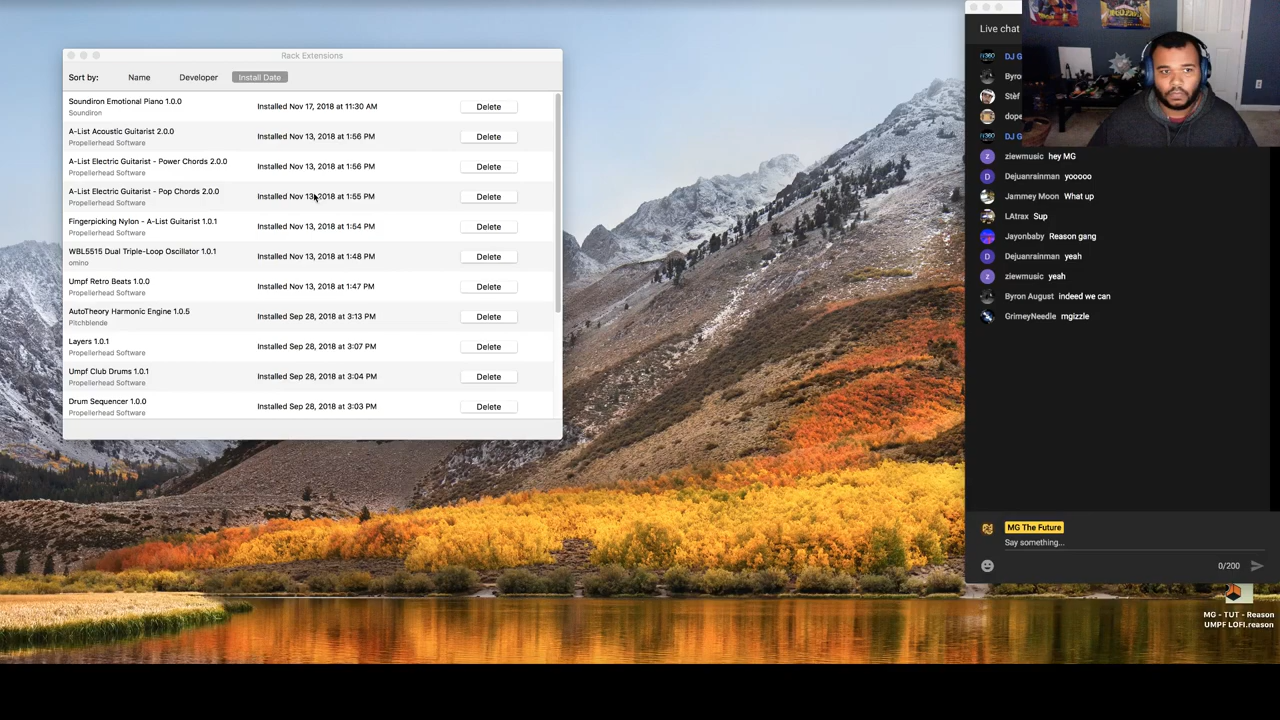 Rack Extensions
Sort by: Name Developer Install Date
Soundiron Emotional Piano 1.0.0
Soundiron
Installed Nov 17, 2018 at 11:30 AM
Delete
A-List Acoustic Guitarist 2.0.0
Propellerhead Software
Installed Nov 13, 2018 at 1:56 PM
Delete
A-List Electric Guitarist - Power Chords 2.0.0
Propellerhead Software
Installed Nov 13, 2018 at 1:56 PM
Delete
A-List Electric Guitarist - Pop Chords 2.0.0
Propellerhead Software
Installed Nov 13, 2018 at 1:55 PM
Delete
Fingerpicking Nylon - A-List Guitarist 1.0.1
Propellerhead Software
Installed Nov 13, 2018 at 1:54 PM
Delete
WBL5515 Dual Triple-Loop Oscillator 1.0.1
omino
Installed Nov 13, 2018 at 1:48 PM
Delete
Umpf Retro Beats 1.0.0
Propellerhead Software
Installed Nov 13, 2018 at 1:47 PM
Delete
AutoTheory Harmonic Engine 1.0.5
Pitchblende
Installed Sep 28, 2018 at 3:13 PM
Delete
Layers 1.0.1
Propellerhead Software
Installed Sep 28, 2018 at 3:07 PM
Delete
Umpf Club Drums 1.0.1
Propellerhead Software
Installed Sep 28, 2018 at 3:04 PM
Delete
Drum Sequencer 1.0.0
Propellerhead Software
Installed Sep 28, 2018 at 3:03 PM
Delete
Live chat
DJ G
Byro
Stèf
dope
DJ G
ziewmusic hey MG
Dejuanrainman yooooo
Jammey Moon What up
LAtrax Sup
Jayonbaby Reason gang
Dejuanrainman yeah
ziewmusic yeah
Byron August indeed we can
GrimeyNeedle mgizzle
MG The Future
Say something...
0/200
MG - TUT - Reason
UMPF LOFI.reason